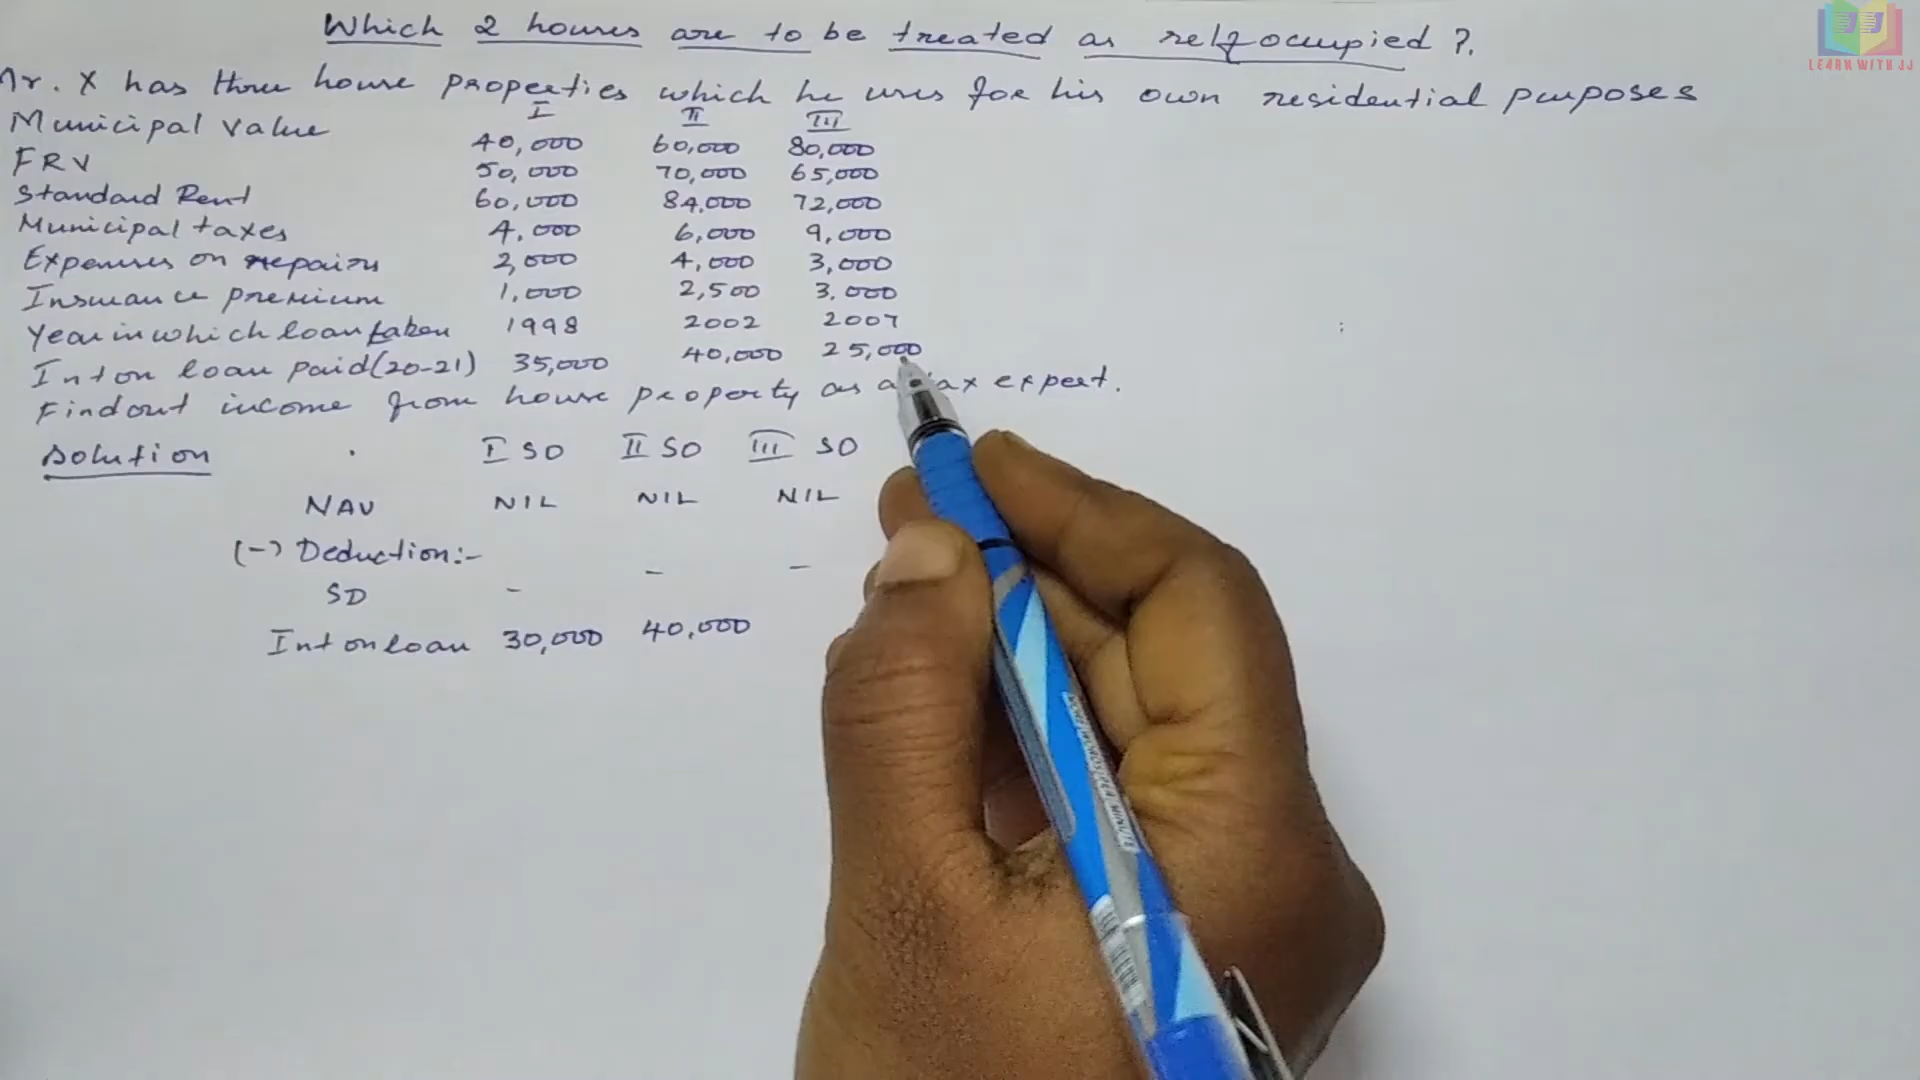 Which 2 houses are to be treated as self occupied ?.
LEARN WITH JJ
Mr. X has three house properties which he uses for his own residential purposes
I II III
Municipal value 40,000 60,000 80,000
FRV 50,000 70,000 65,000
Standard Rent 60,000 84,000 72,000
Municipal taxes 4,000 6,000 9,000
Expenses on repairs 2,000 4,000 3,000
Insurance premium 1,000 2,500 3,000
Year in which loan taken 1998 2002 2007
Int on loan paid (20-21) 35,000 40,000 25,000
Findout income from house property as a tax expert.
Solution I SO II SO III SO
NAV NIL NIL NIL
(-) Deduction:-
SD - - -
Int on loan 30,000 40,000